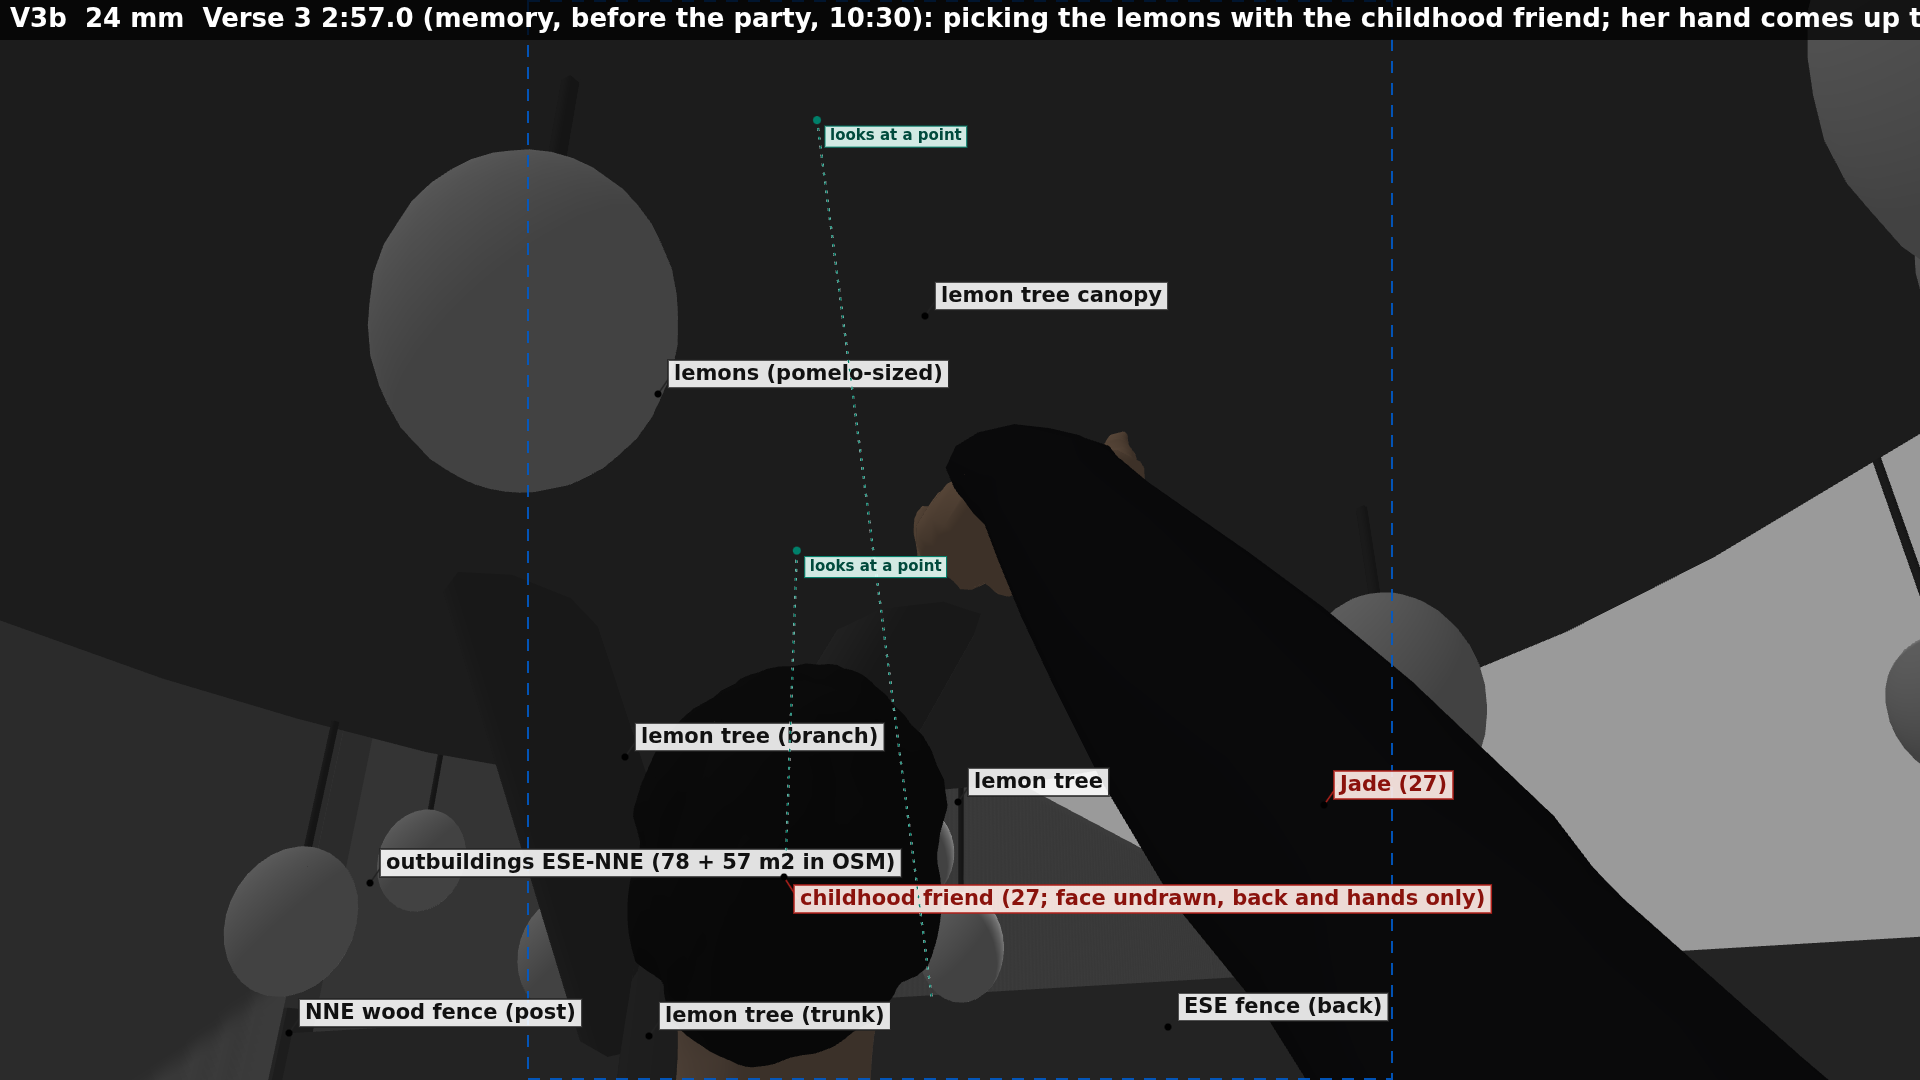 V3b 24 mm Verse 3 2:57.0 (memory, before the party, 10:30): picking the lemons with the childhood friend; her hand comes up
looks at a point
lemon tree canopy
lemons (pomelo-sized)
looks at a point
lemon tree (branch)
lemon tree
Jade (27)
outbuildings ESE-NNE (78 + 57 m2 in OSM)
childhood friend (27; face undrawn, back and hands only)
NNE wood fence (post)
lemon tree (trunk)
ESE fence (back)